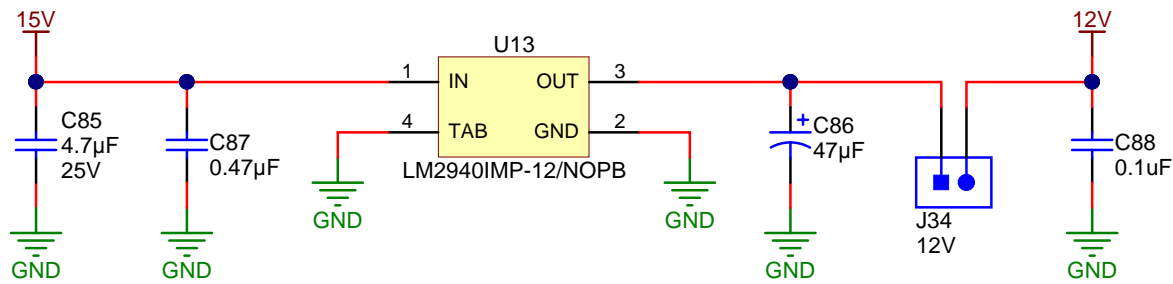 15V
12V
U13
1
IN
OUT
3
4
TAB
GND
2
LM2940IMP-12/NOPB
C85
4.7µF
25V
C87
0.47µF
+
C86
47µF
C88
0.1uF
J34
12V
GND
GND
GND
GND
GND
GND